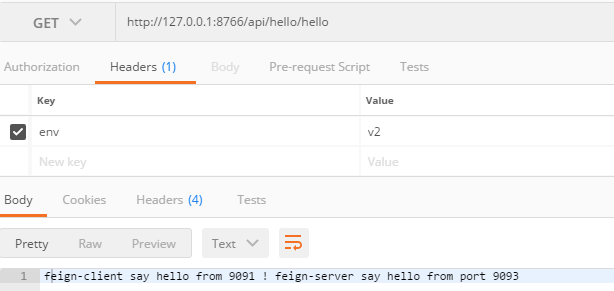 GET http://127.0.0.1:8766/api/hello/hello
Authorization Headers (1) Body Pre-request Script Tests
Key Value
env v2
New key Value
Body Cookies Headers (4) Tests
Pretty Raw Preview Text
1 feign-client say hello from 9091 ! feign-server say hello from port 9093